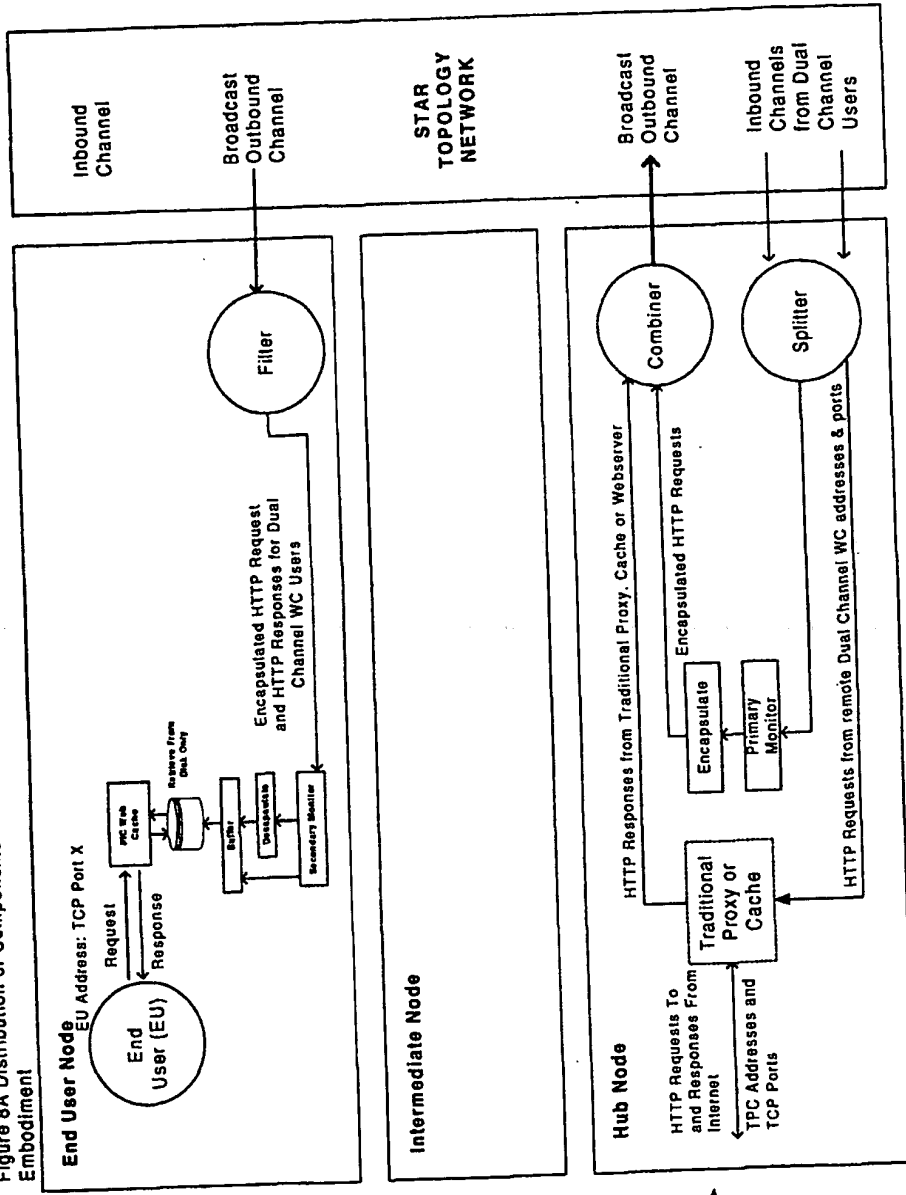 Figure 8A Distribution of Components
Embodiment
End User Node
EU Address: TCP Port X
End
User (EU)
Request
Response
PIC Web
Cache
Retrieve From
Disk Only
Buffer
Decapsulate
Secondary Monitor
Encapsulated HTTP Request
and HTTP Responses for Dual
Channel WC Users
Filter
Inbound
Channel
Broadcast
Outbound
Channel
STAR
TOPOLOGY
NETWORK
Broadcast
Outbound
Channel
Inbound
Channels
from Dual
Channel
Users
Intermediate Node
Hub Node
HTTP Requests To
and Responses From
Internet
TPC Addresses and
TCP Ports
Traditional
Proxy or
Cache
HTTP Responses from Traditional Proxy. Cache or Webserver
Encapsulated HTTP Requests
Encapsulate
Primary
Monitor
HTTP Requests from remote Dual Channel WC addresses & ports
Combiner
Splitter